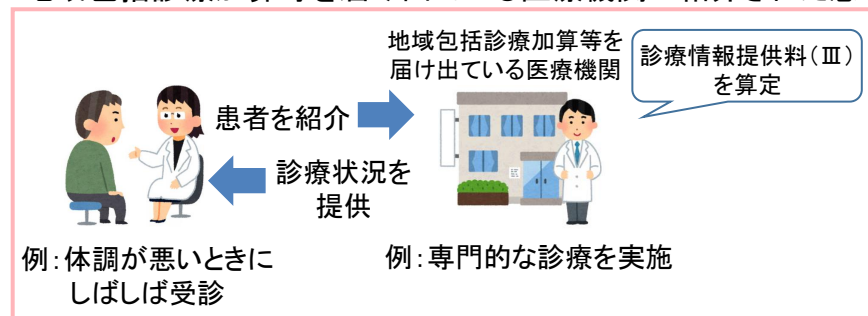 地域包括診療加算等を
届け出ている医療機関
診療情報提供料(Ⅲ)
を算定
患者を紹介
診療状況を
提供
例:体調が悪いときに
しばしば受診
例:専門的な診療を実施